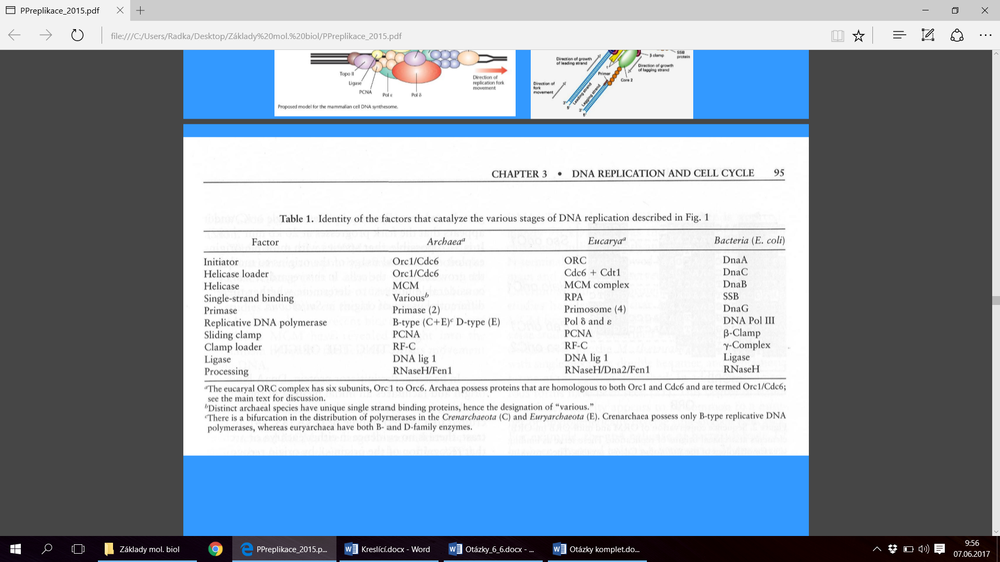 PPreplikace_2015.pdf
file:///C:/Users/Radka/Desktop/Základy%20mol.%20biol/PPreplikace_2015.pdf
Topo II
Ligase
PCNA
Pol ε
Pol δ
Direction of
replication fork
movement
Proposed model for the mammalian cell DNA synthesome.
Direction of growth
of leading strand
β clamp
SSB
protein
Direction of growth
of lagging strand
Primer
Core 2
Direction of
fork
movement
Leading strand
Lagging strand
3'
5'
3'
5'
CHAPTER 3 • DNA REPLICATION AND CELL CYCLE 95
Table 1. Identity of the factors that catalyze the various stages of DNA replication described in Fig. 1
Factor Archaeaᵃ Eucaryaᵃ Bacteria (E. coli)
Initiator Orc1/Cdc6 ORC DnaA
Helicase loader Orc1/Cdc6 Cdc6 + Cdt1 DnaC
Helicase MCM MCM complex DnaB
Single-strand binding Variousᵇ RPA SSB
Primase Primase (2) Primosome (4) DnaG
Replicative DNA polymerase B-type (C+E)ᶜ D-type (E) Pol δ and ε DNA Pol III
Sliding clamp PCNA PCNA β-Clamp
Clamp loader RF-C RF-C γ-Complex
Ligase DNA lig 1 DNA lig 1 Ligase
Processing RNaseH/Fen1 RNaseH/Dna2/Fen1 RNaseH
ᵃThe eucaryal ORC complex has six subunits, Orc1 to Orc6. Archaea possess proteins that are homologous to both Orc1 and Cdc6 and are termed Orc1/Cdc6;
see the main text for discussion.
ᵇDistinct archaeal species have unique single strand binding proteins, hence the designation of “various.”
ᶜThere is a bifurcation in the distribution of polymerases in the Crenarchaeota (C) and Euryarchaeota (E). Crenarchaea possess only B-type replicative DNA
polymerases, whereas euryarchaea have both B- and D-family enzymes.
Základy mol. biol
PPreplikace_2015.p...
Kreslící.docx - Word
Otázky_6_6.docx - ...
Otázky komplet.do...
9:56
07.06.2017